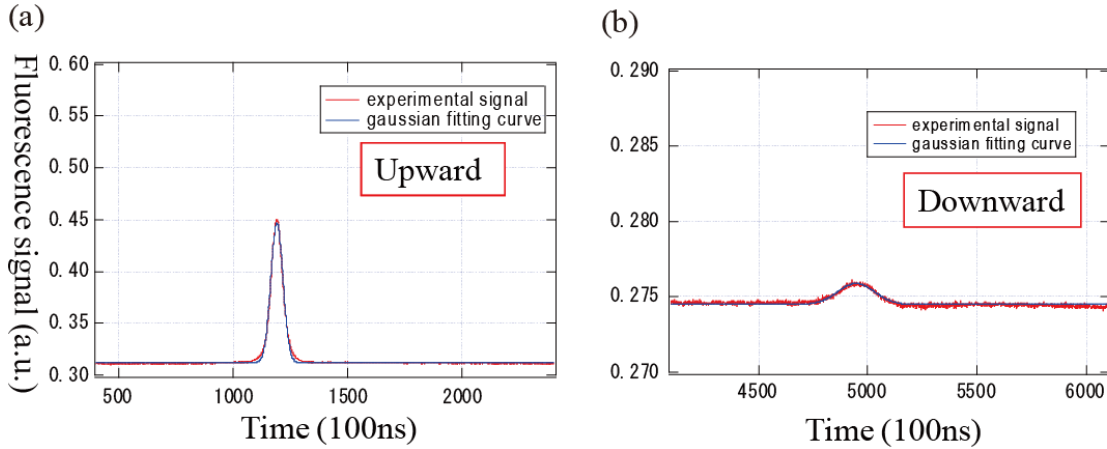 (a)
Fluorescence signal (a.u.)
0.60
0.55
0.50
0.45
0.40
0.35
0.30
experimental signal
gaussian fitting curve
Upward
500
1000
1500
2000
Time (100ns)
(b)
0.290
0.285
0.280
0.275
0.270
experimental signal
gaussian fitting curve
Downward
4500
5000
5500
6000
Time (100ns)